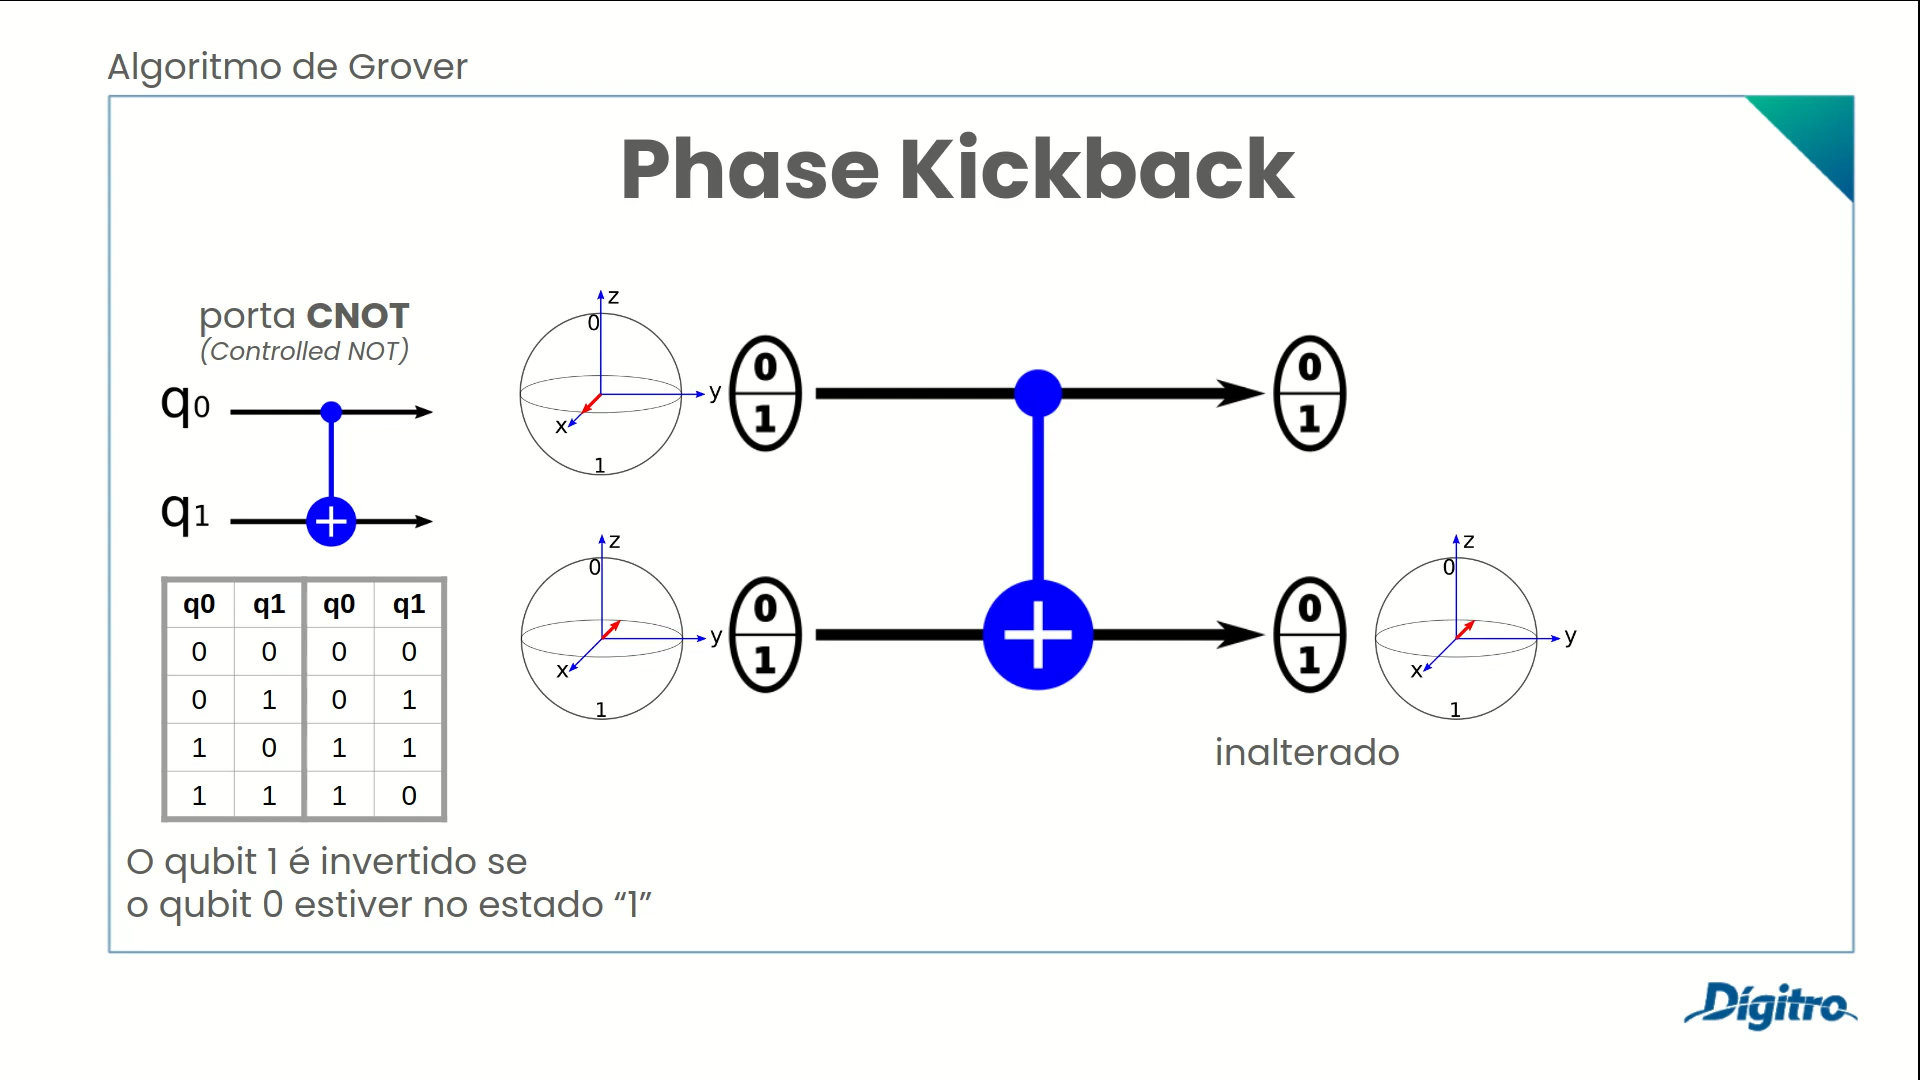 Algoritmo de Grover
Phase Kickback
porta CNOT
(Controlled NOT)
q0
q1
q0 q1 q0 q1
0 0 0 0
0 1 0 1
1 0 1 1
1 1 1 0
O qubit 1 é invertido se
o qubit 0 estiver no estado “1”
z
0
y
x
1
0
1
0
1
z
0
y
x
1
0
1
0
1
z
0
y
x
1
inalterado
Dígitro